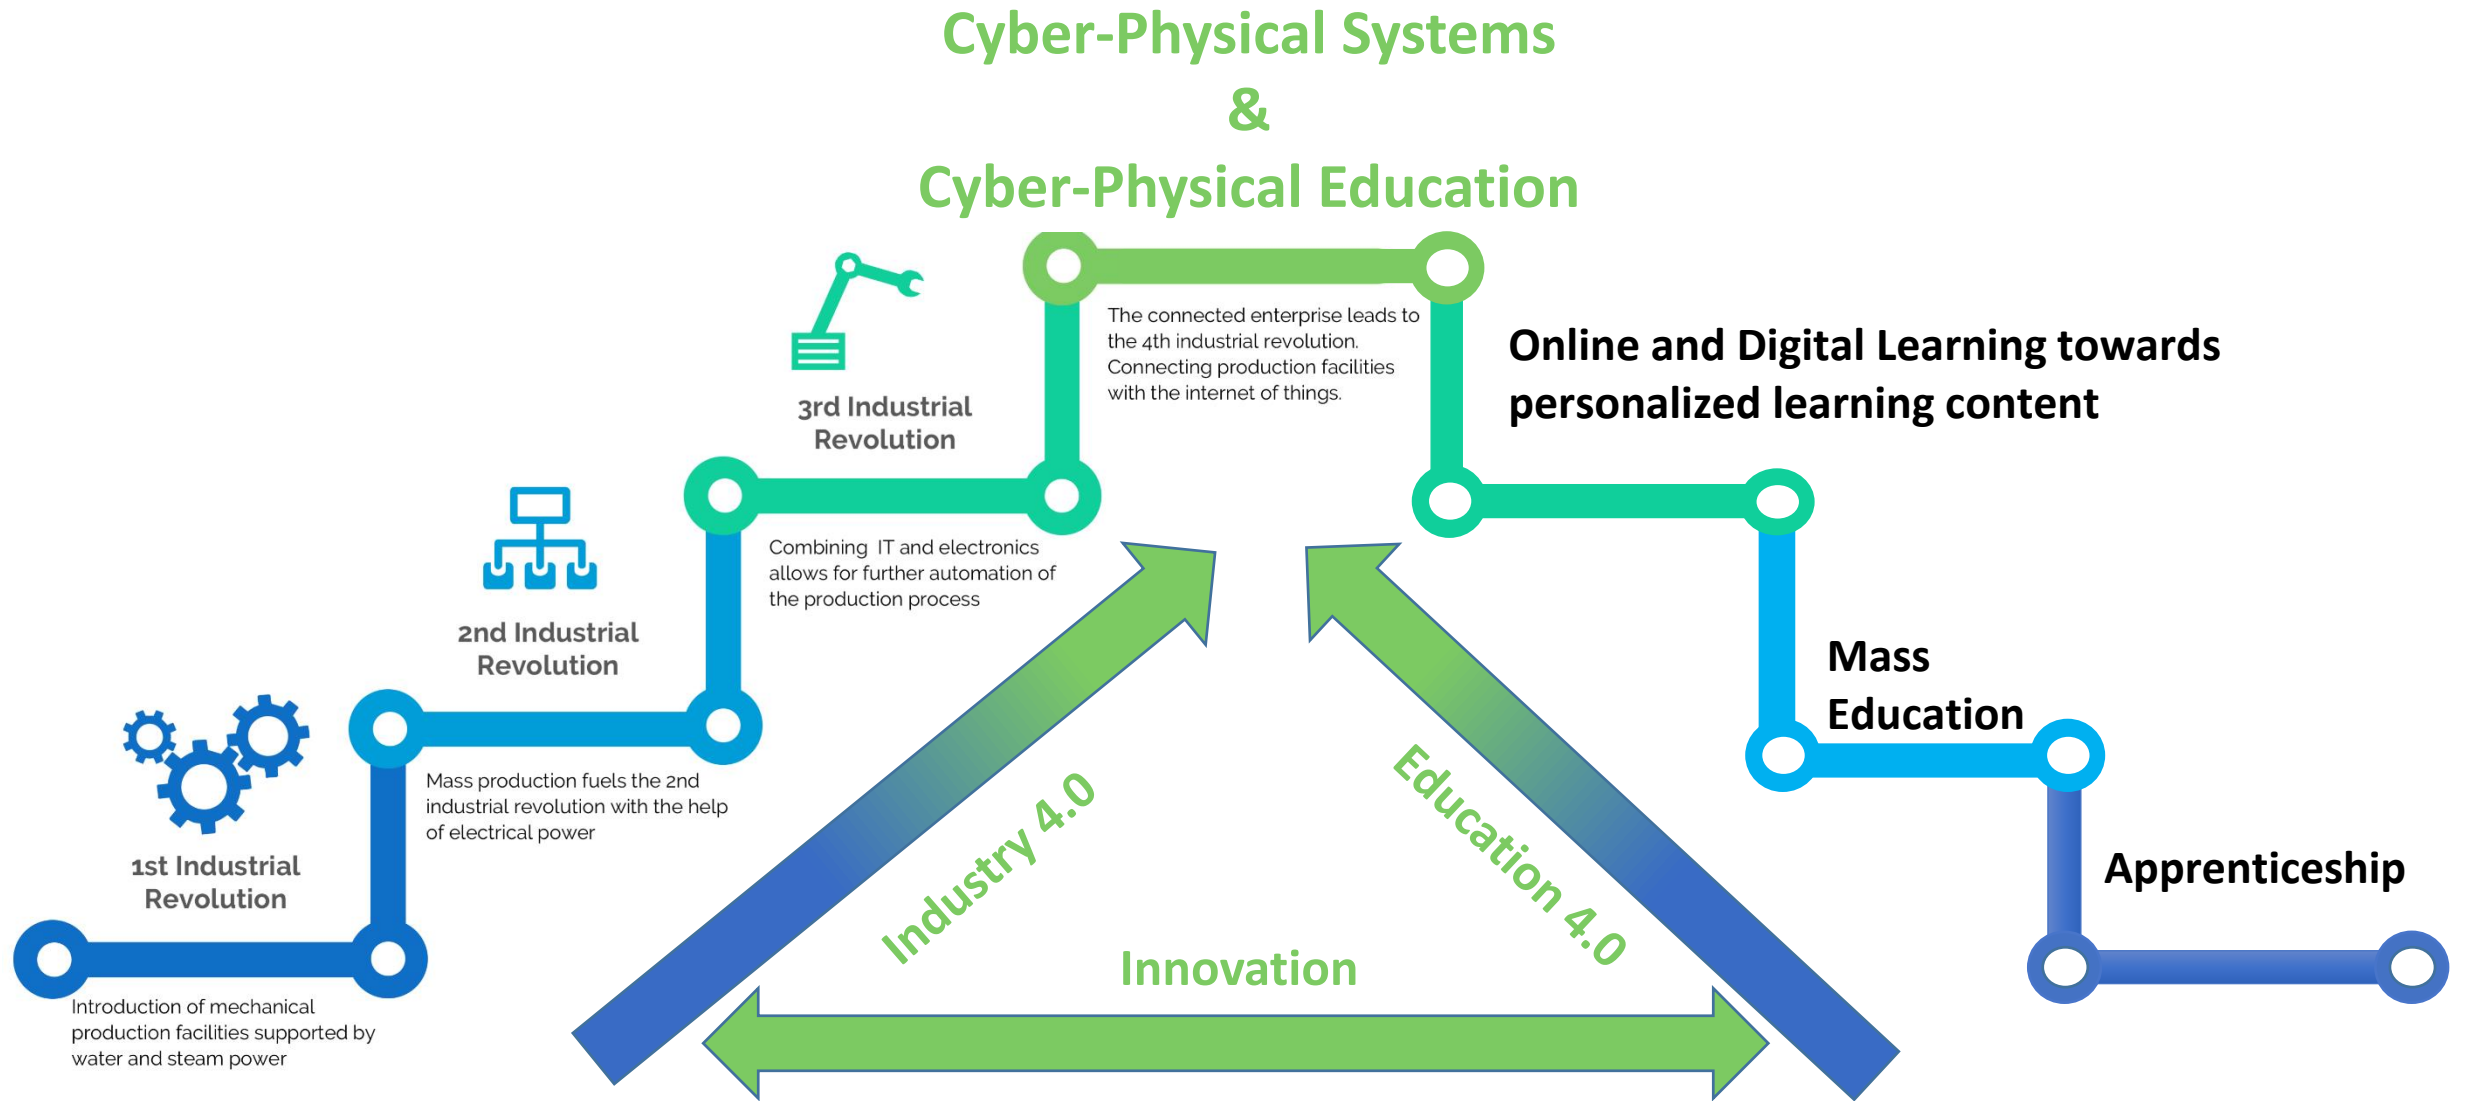 Cyber-Physical Systems
&
Cyber-Physical Education
The connected enterprise leads to
the 4th industrial revolution.
Connecting production facilities
with the internet of things.
3rd Industrial
Revolution
Combining IT and electronics
allows for further automation of
the production process
2nd Industrial
Revolution
Mass production fuels the 2nd
industrial revolution with the help
of electrical power
1st Industrial
Revolution
Introduction of mechanical
production facilities supported by
water and steam power
Online and Digital Learning towards
personalized learning content
Mass
Education
Apprenticeship
Industry 4.0
Education 4.0
Innovation